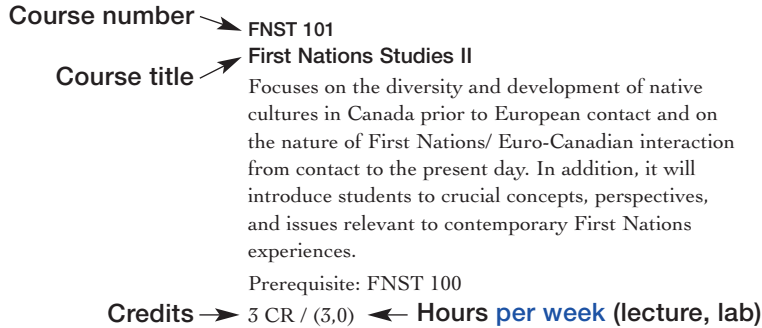 Course number
FNST 101
Course title
First Nations Studies II
Focuses on the diversity and development of native
cultures in Canada prior to European contact and on
the nature of First Nations/ Euro-Canadian interaction
from contact to the present day. In addition, it will
introduce students to crucial concepts, perspectives,
and issues relevant to contemporary First Nations
experiences.
Prerequisite: FNST 100
Credits 3 CR / (3,0) Hours per week (lecture, lab)